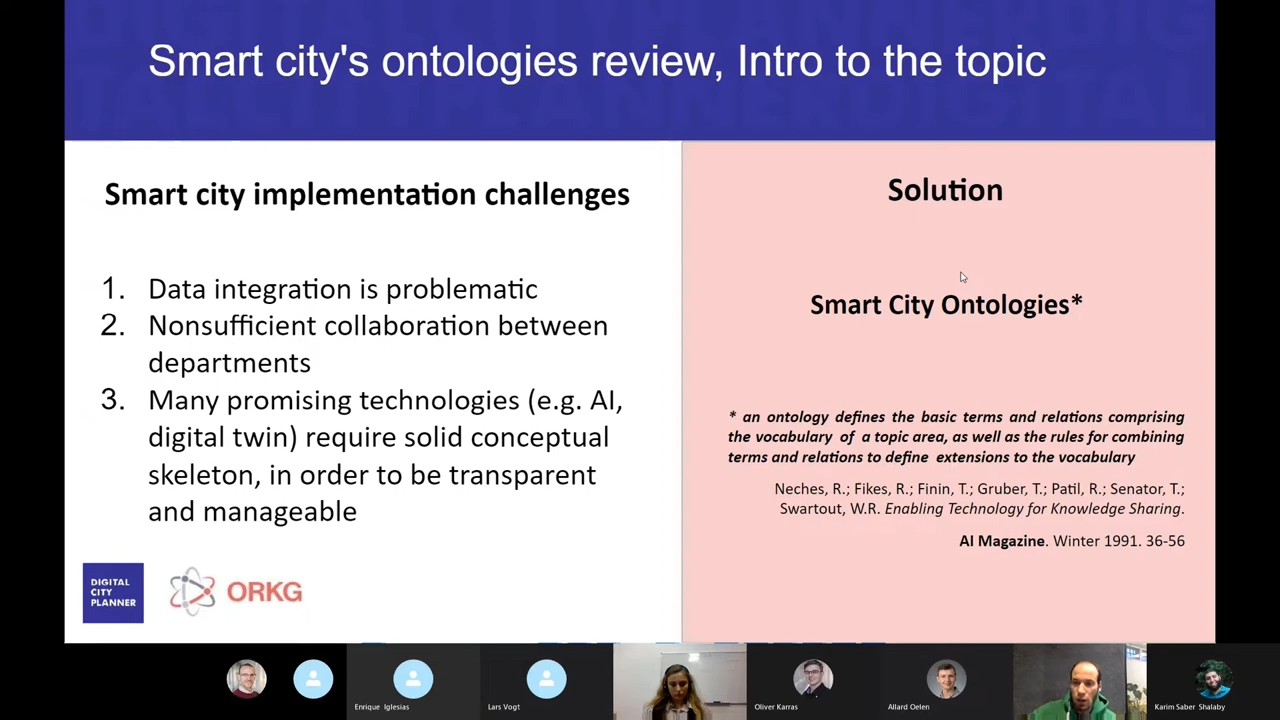 Smart city's ontologies review, Intro to the topic
Smart city implementation challenges
1. Data integration is problematic
2. Nonsufficient collaboration between
departments
3. Many promising technologies (e.g. AI,
digital twin) require solid conceptual
skeleton, in order to be transparent
and manageable
DIGITAL
CITY
PLANNER
ORKG
Solution
Smart City Ontologies*
* an ontology defines the basic terms and relations comprising
the vocabulary of a topic area, as well as the rules for combining
terms and relations to define extensions to the vocabulary
Neches, R.; Fikes, R.; Finin, T.; Gruber, T.; Patil, R.; Senator, T.;
Swartout, W.R. Enabling Technology for Knowledge Sharing.
AI Magazine. Winter 1991. 36-56
Enrique Iglesias
Lars Vogt
Oliver Karras
Allard Oelen
Karim Saber Shalaby